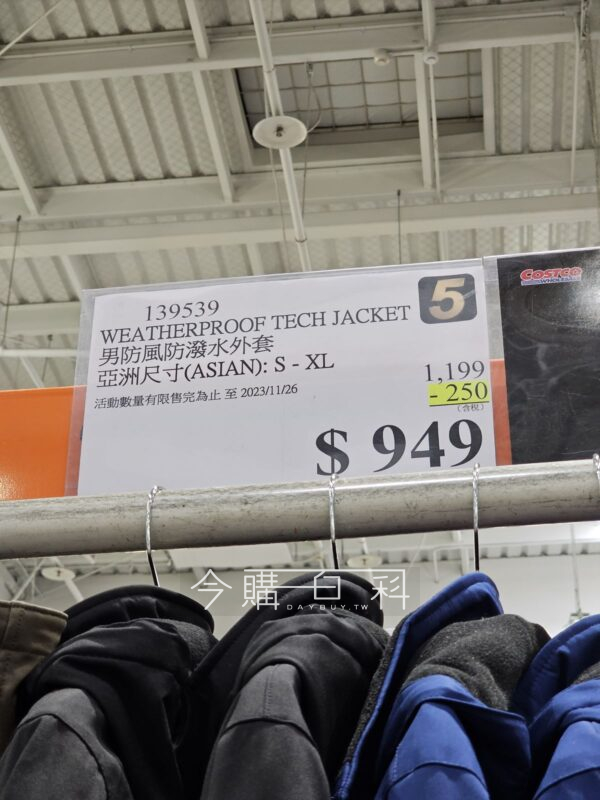 139539
WEATHERPROOF TECH JACKET
5
男防風防潑水外套
亞洲尺寸(ASIAN): S - XL
活動數量有限售完為止 至 2023/11/26
1,199
- 250
(含稅)
$ 949
COSTCO
WHOLESALE
今購百科
DAYBUY.TW